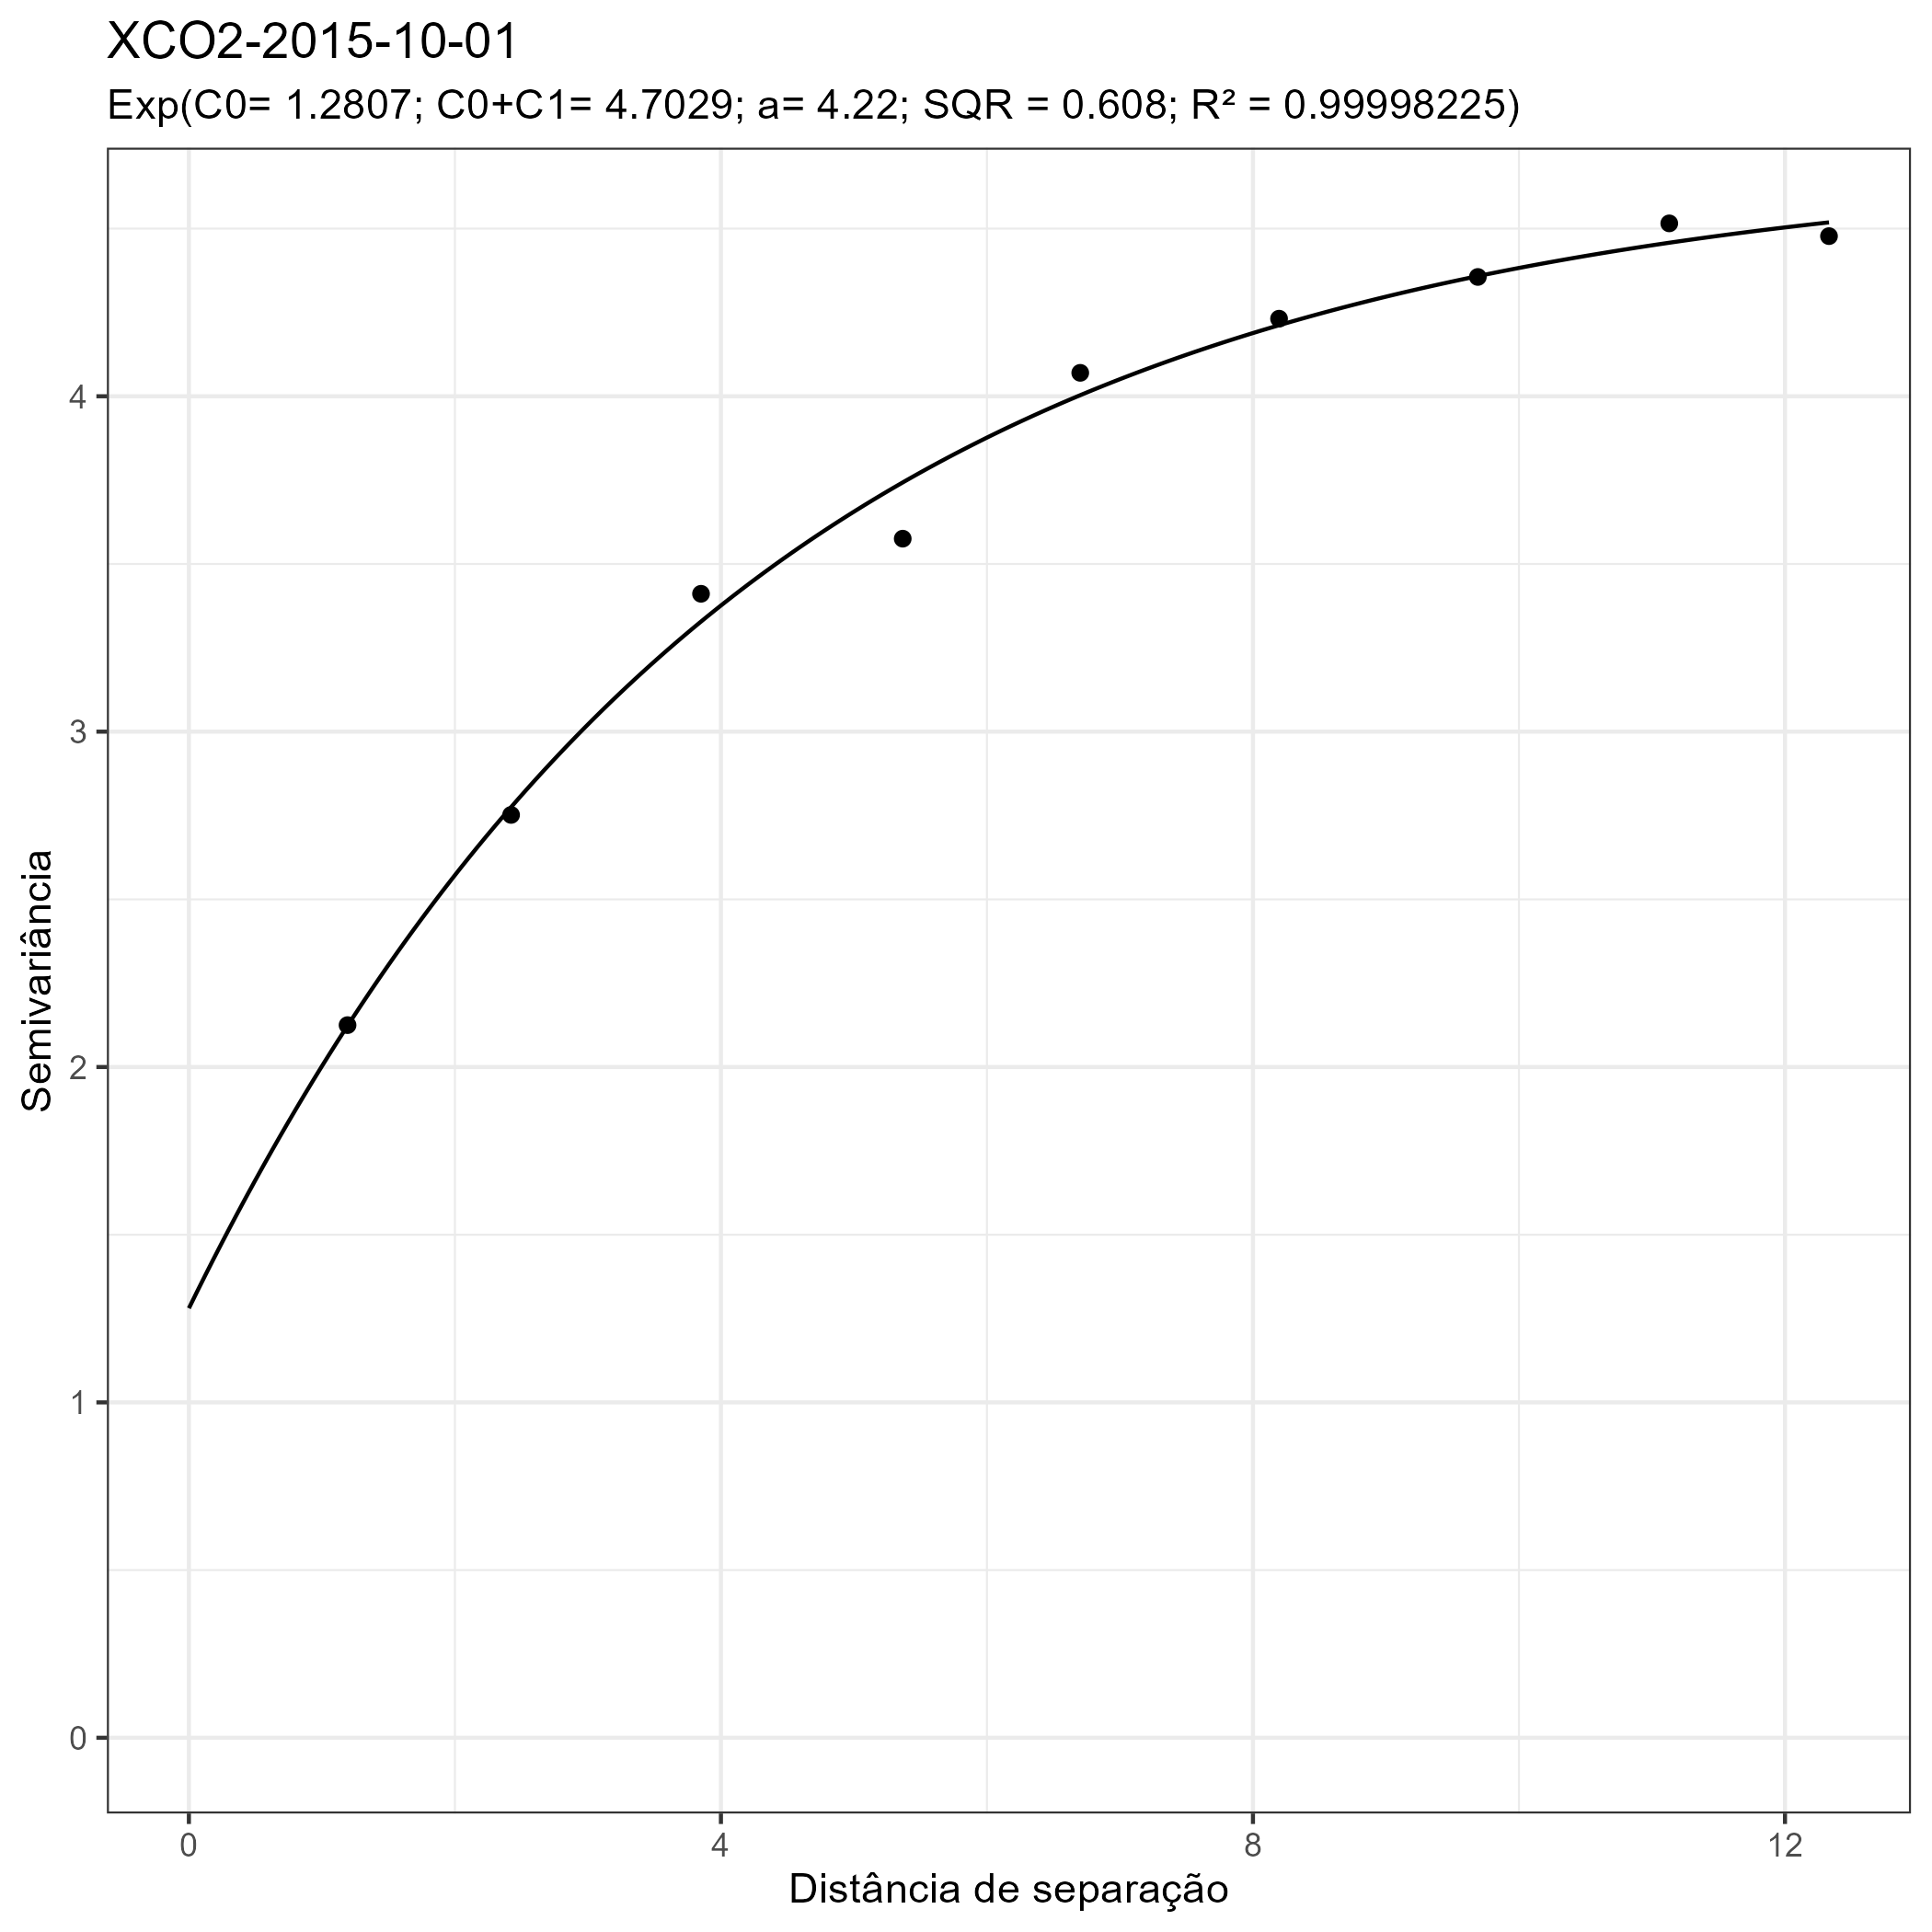 XCO2-2015-10-01
Exp(C0= 1.2807; C0+C1= 4.7029; a= 4.22; SQR = 0.608; R² = 0.99998225)
4
3
2
1
0
Semivariância
0 4 8 12
Distância de separação